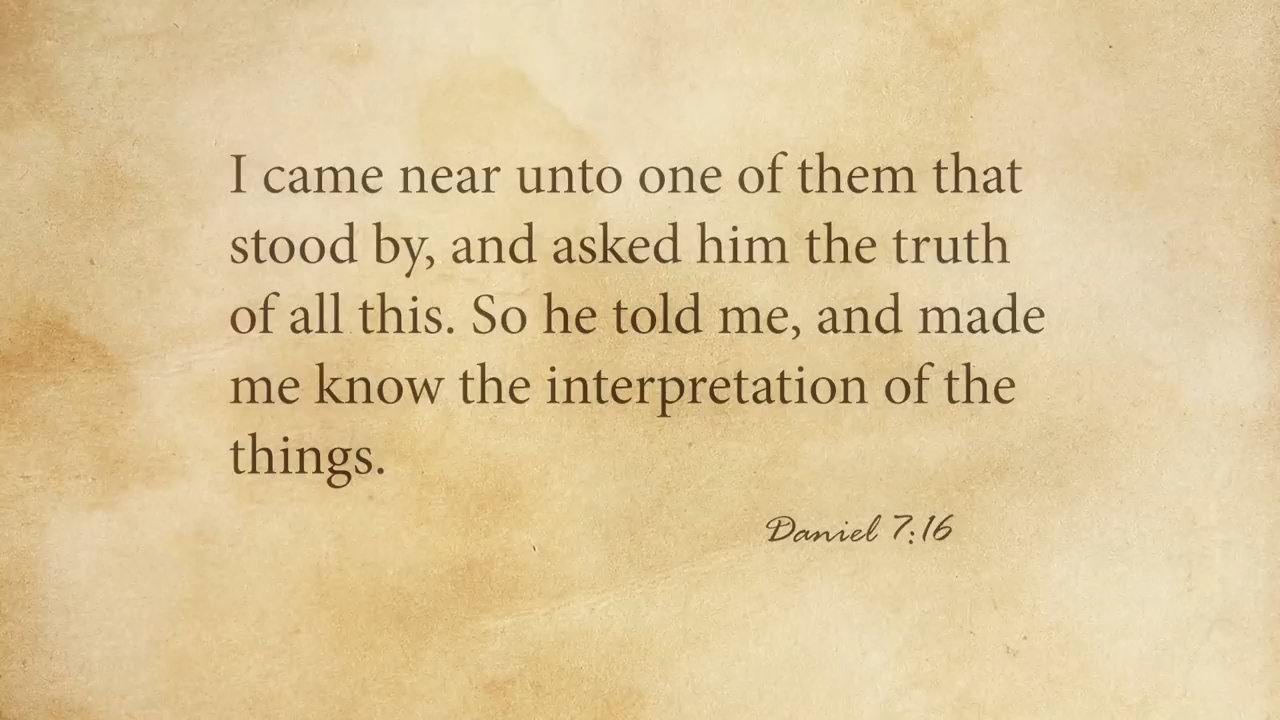 I came near unto one of them that
stood by, and asked him the truth
of all this. So he told me, and made
me know the interpretation of the
things.
Daniel 7:16